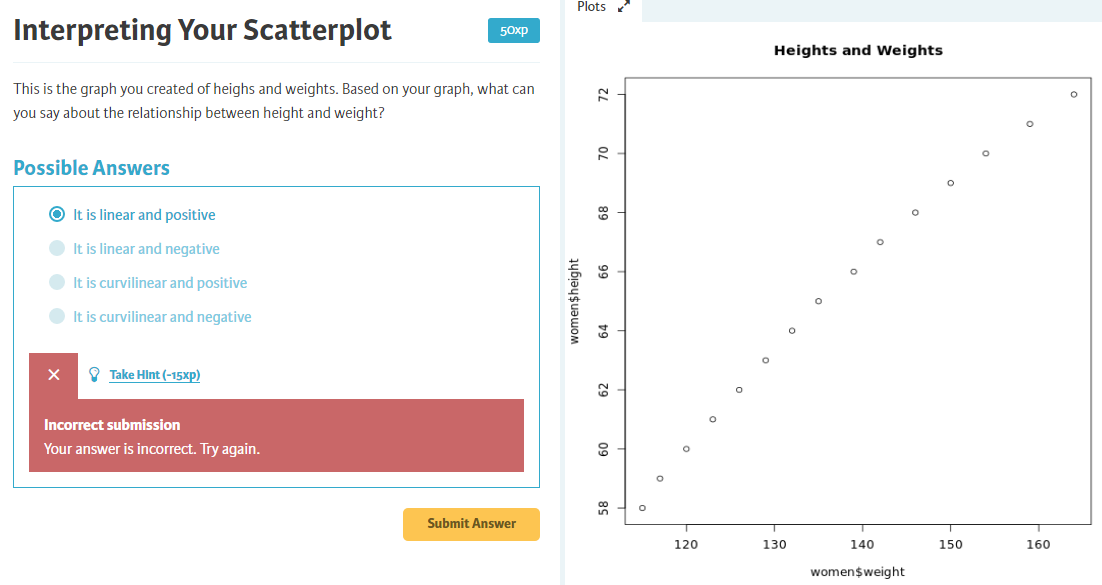 Interpreting Your Scatterplot
50xp
This is the graph you created of heighs and weights. Based on your graph, what can
you say about the relationship between height and weight?
Possible Answers
It is linear and positive
It is linear and negative
It is curvilinear and positive
It is curvilinear and negative
× Take Hint (-15xp)
Incorrect submission
Your answer is incorrect. Try again.
Submit Answer
Plots
Heights and Weights
women$height
72
70
68
66
64
62
60
58
120 130 140 150 160
women$weight